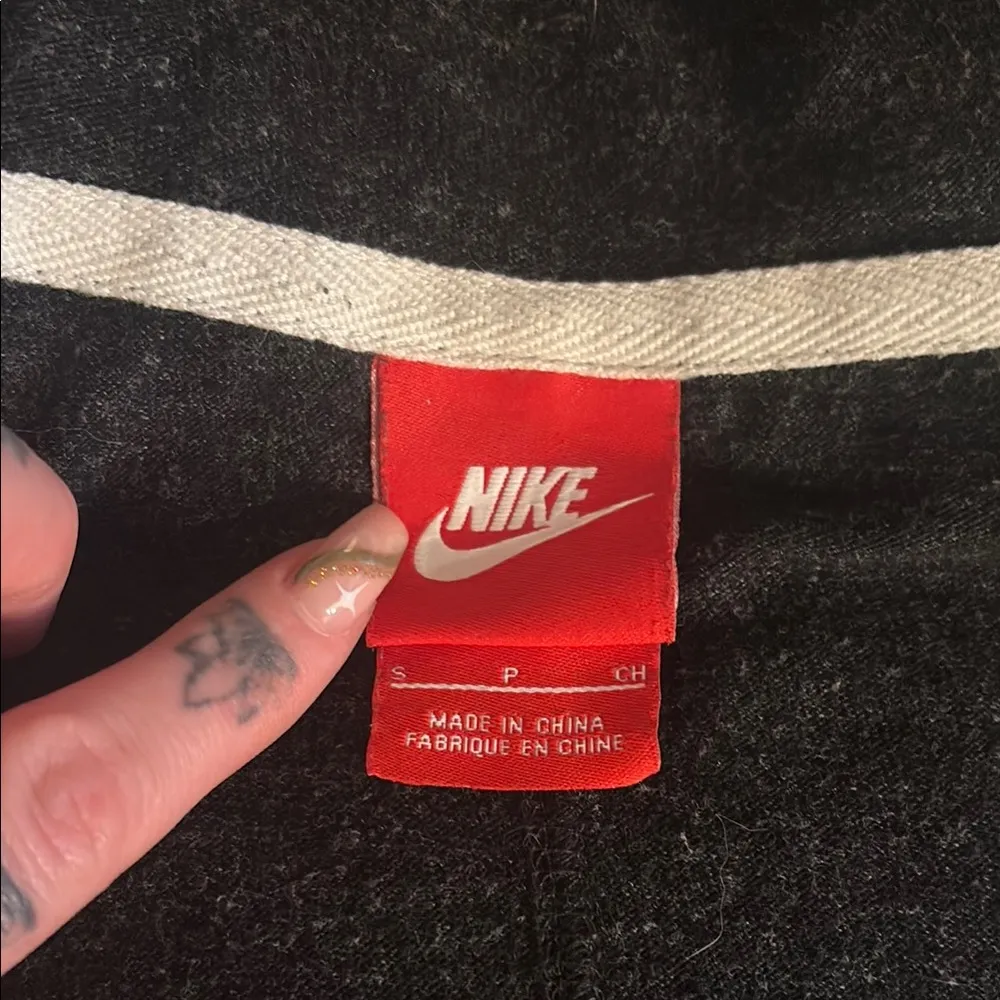 NIKE
S P CH
MADE IN CHINA
FABRIQUE EN CHINE